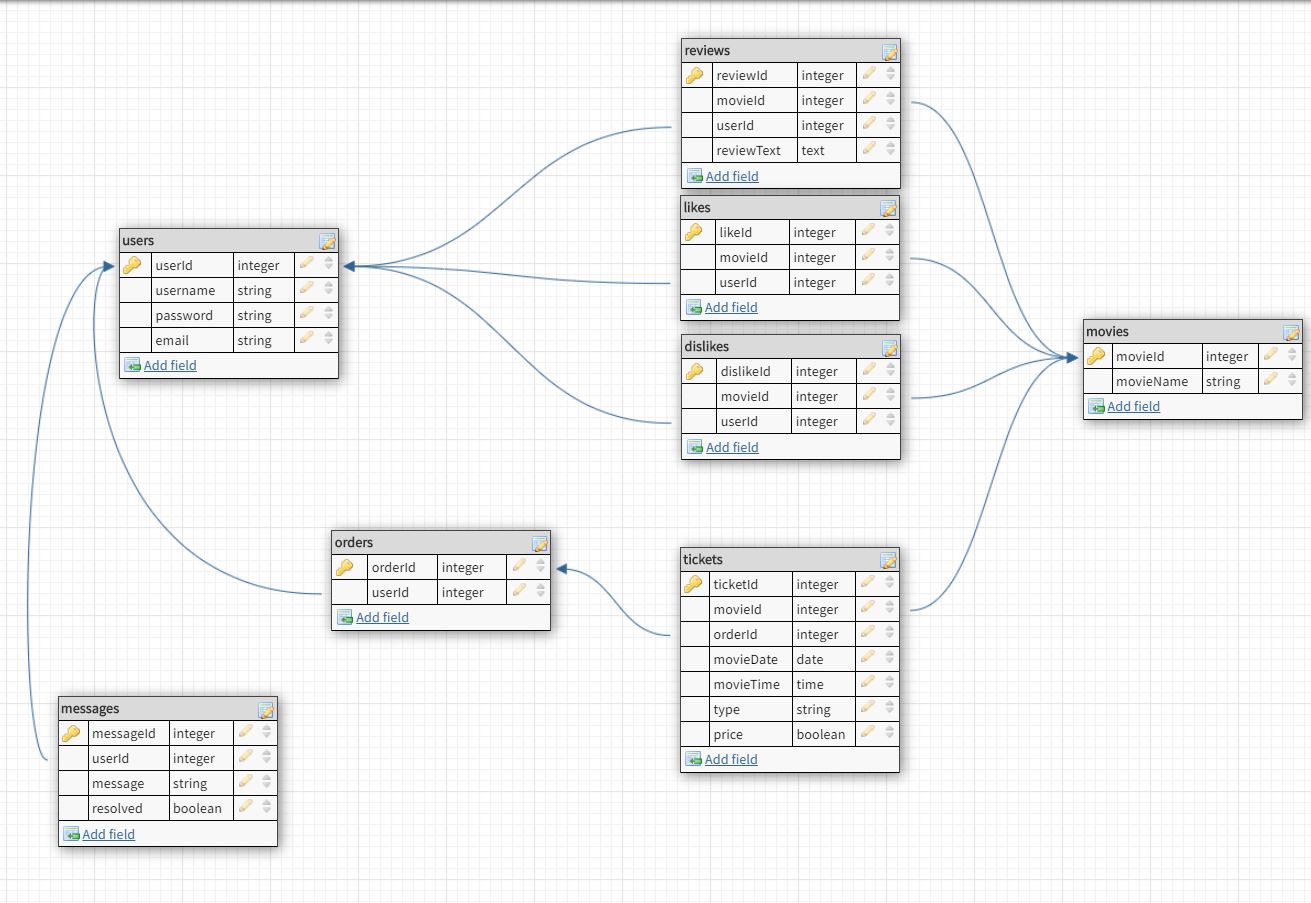 reviews
reviewId integer
movieId integer
userId integer
reviewText text
Add field
likes
likeId integer
movieId integer
userId integer
Add field
users
userId integer
username string
password string
email string
Add field
dislikes
dislikeId integer
movieId integer
userId integer
Add field
movies
movieId integer
movieName string
Add field
orders
orderId integer
userId integer
Add field
tickets
ticketId integer
movieId integer
orderId integer
movieDate date
movieTime time
type string
price boolean
Add field
messages
messageId integer
userId integer
message string
resolved boolean
Add field